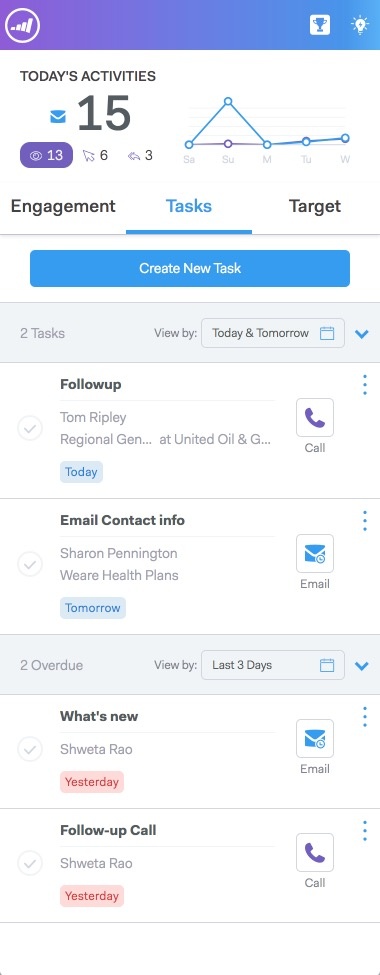 TODAY'S ACTIVITIES
15
13 6 3
Sa Su M Tu W
Engagement Tasks Target
Create New Task
2 Tasks View by: Today & Tomorrow
Followup
Tom Ripley
Regional Gen... at United Oil & G...
Call
Today
Email Contact info
Sharon Pennington
Weare Health Plans
Email
Tomorrow
2 Overdue View by: Last 3 Days
What's new
Shweta Rao
Email
Yesterday
Follow-up Call
Shweta Rao
Call
Yesterday